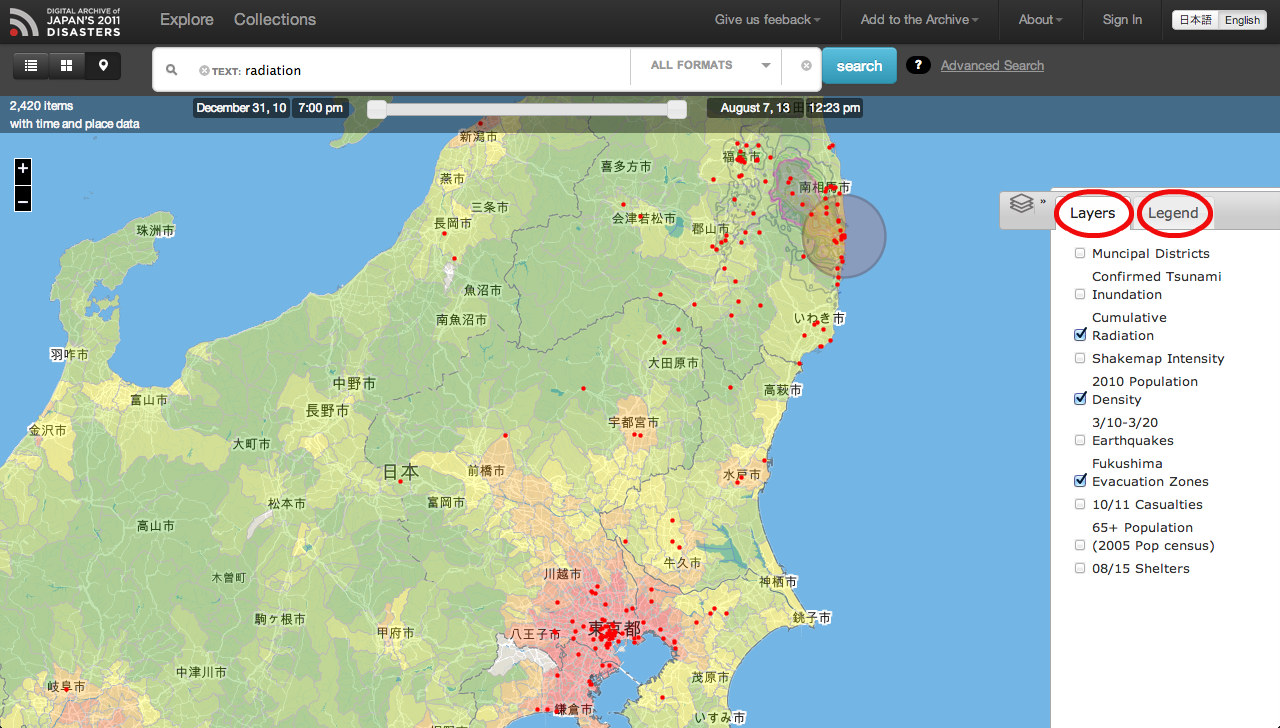 DIGITAL ARCHIVE of
JAPAN'S 2011
DISASTERS
Explore
Collections
Give us feeback
Add to the Archive
About
Sign In
日本語
English
TEXT: radiation
ALL FORMATS
search
?
Advanced Search
2,420 items
with time and place data
December 31, 10
7:00 pm
August 7, 13
12:23 pm
+
−
»
Layers
Legend
Muncipal Districts
Confirmed Tsunami
Inundation
Cumulative
Radiation
Shakemap Intensity
2010 Population
Density
3/10-3/20
Earthquakes
Fukushima
Evacuation Zones
10/11 Casualties
65+ Population
(2005 Pop census)
08/15 Shelters
新潟市
福島市
喜多方市
燕市
南相馬市
三条市
会津若松市
長岡市
郡山市
珠洲市
魚沼市
南魚沼市
いわき市
羽咋市
大田原市
中野市
高萩市
富山市
長野市
宇都宮市
金沢市
大町市
日本
前橋市
水戸市
松本市
富岡市
高山市
牛久市
川越市
木曽町
神栖市
駒ヶ根市
銚子市
甲府市
八王子市
東京都
中津川市
茂原市
岐阜市
鎌倉市
いすみ市